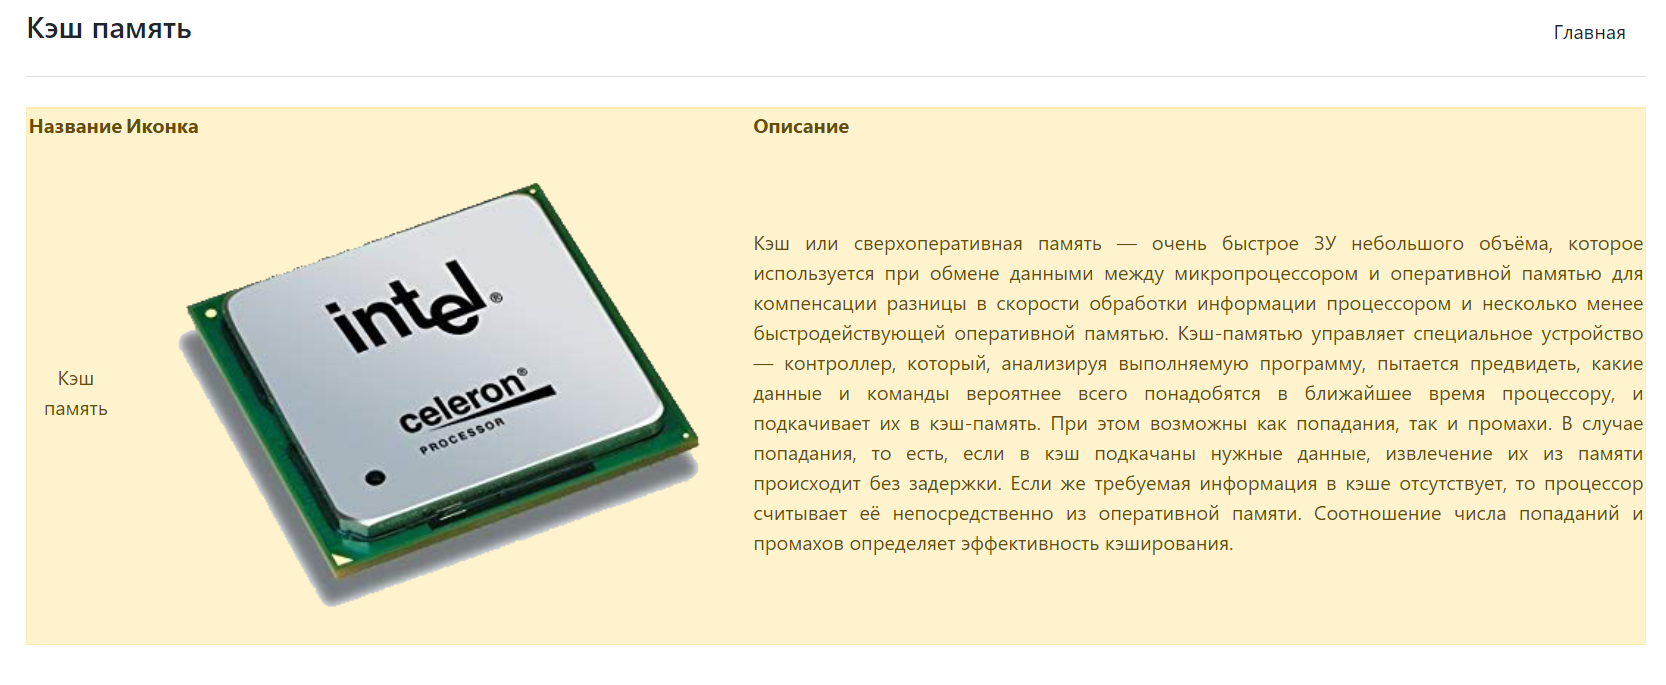 Кэш память
Главная
Название Иконка
Описание
Кэш
память
intel®
celeron®
PROCESSOR
Кэш или сверхоперативная память — очень быстрое ЗУ небольшого объёма, которое
используется при обмене данными между микропроцессором и оперативной памятью для
компенсации разницы в скорости обработки информации процессором и несколько менее
быстродействующей оперативной памятью. Кэш-памятью управляет специальное устройство
— контроллер, который, анализируя выполняемую программу, пытается предвидеть, какие
данные и команды вероятнее всего понадобятся в ближайшее время процессору, и
подкачивает их в кэш-память. При этом возможны как попадания, так и промахи. В случае
попадания, то есть, если в кэш подкачаны нужные данные, извлечение их из памяти
происходит без задержки. Если же требуемая информация в кэше отсутствует, то процессор
считывает её непосредственно из оперативной памяти. Соотношение числа попаданий и
промахов определяет эффективность кэширования.